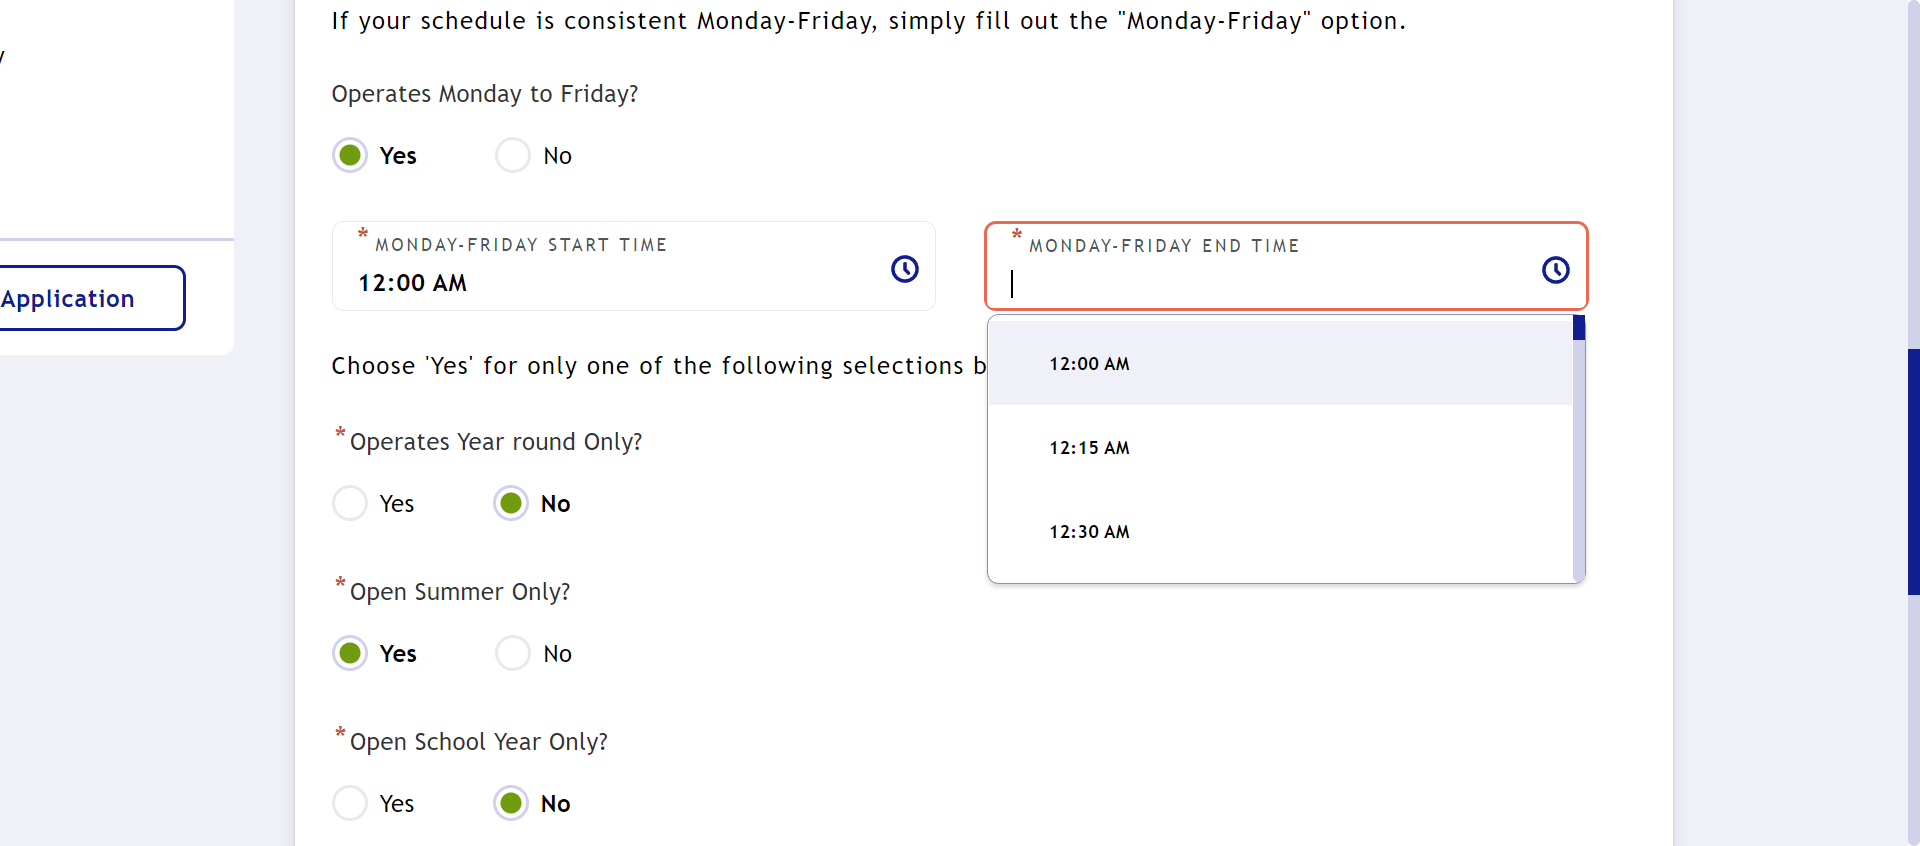 If your schedule is consistent Monday-Friday, simply fill out the "Monday-Friday" option.
Operates Monday to Friday?
Yes
No
* MONDAY-FRIDAY START TIME
12:00 AM
* MONDAY-FRIDAY END TIME
12:00 AM
12:15 AM
12:30 AM
Choose 'Yes' for only one of the following selections b
*Operates Year round Only?
Yes
No
*Open Summer Only?
Yes
No
*Open School Year Only?
Yes
No
Application